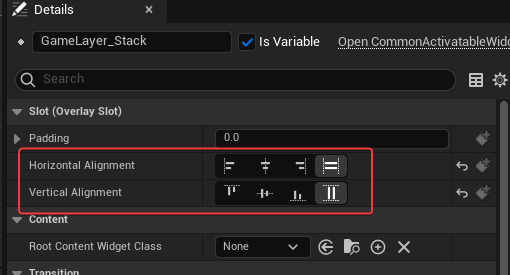 Details
GameLayer_Stack
Is Variable
Open CommonActivatableWid
Search
Slot (Overlay Slot)
Padding
0.0
Horizontal Alignment
Vertical Alignment
Content
Root Content Widget Class
None
Transition